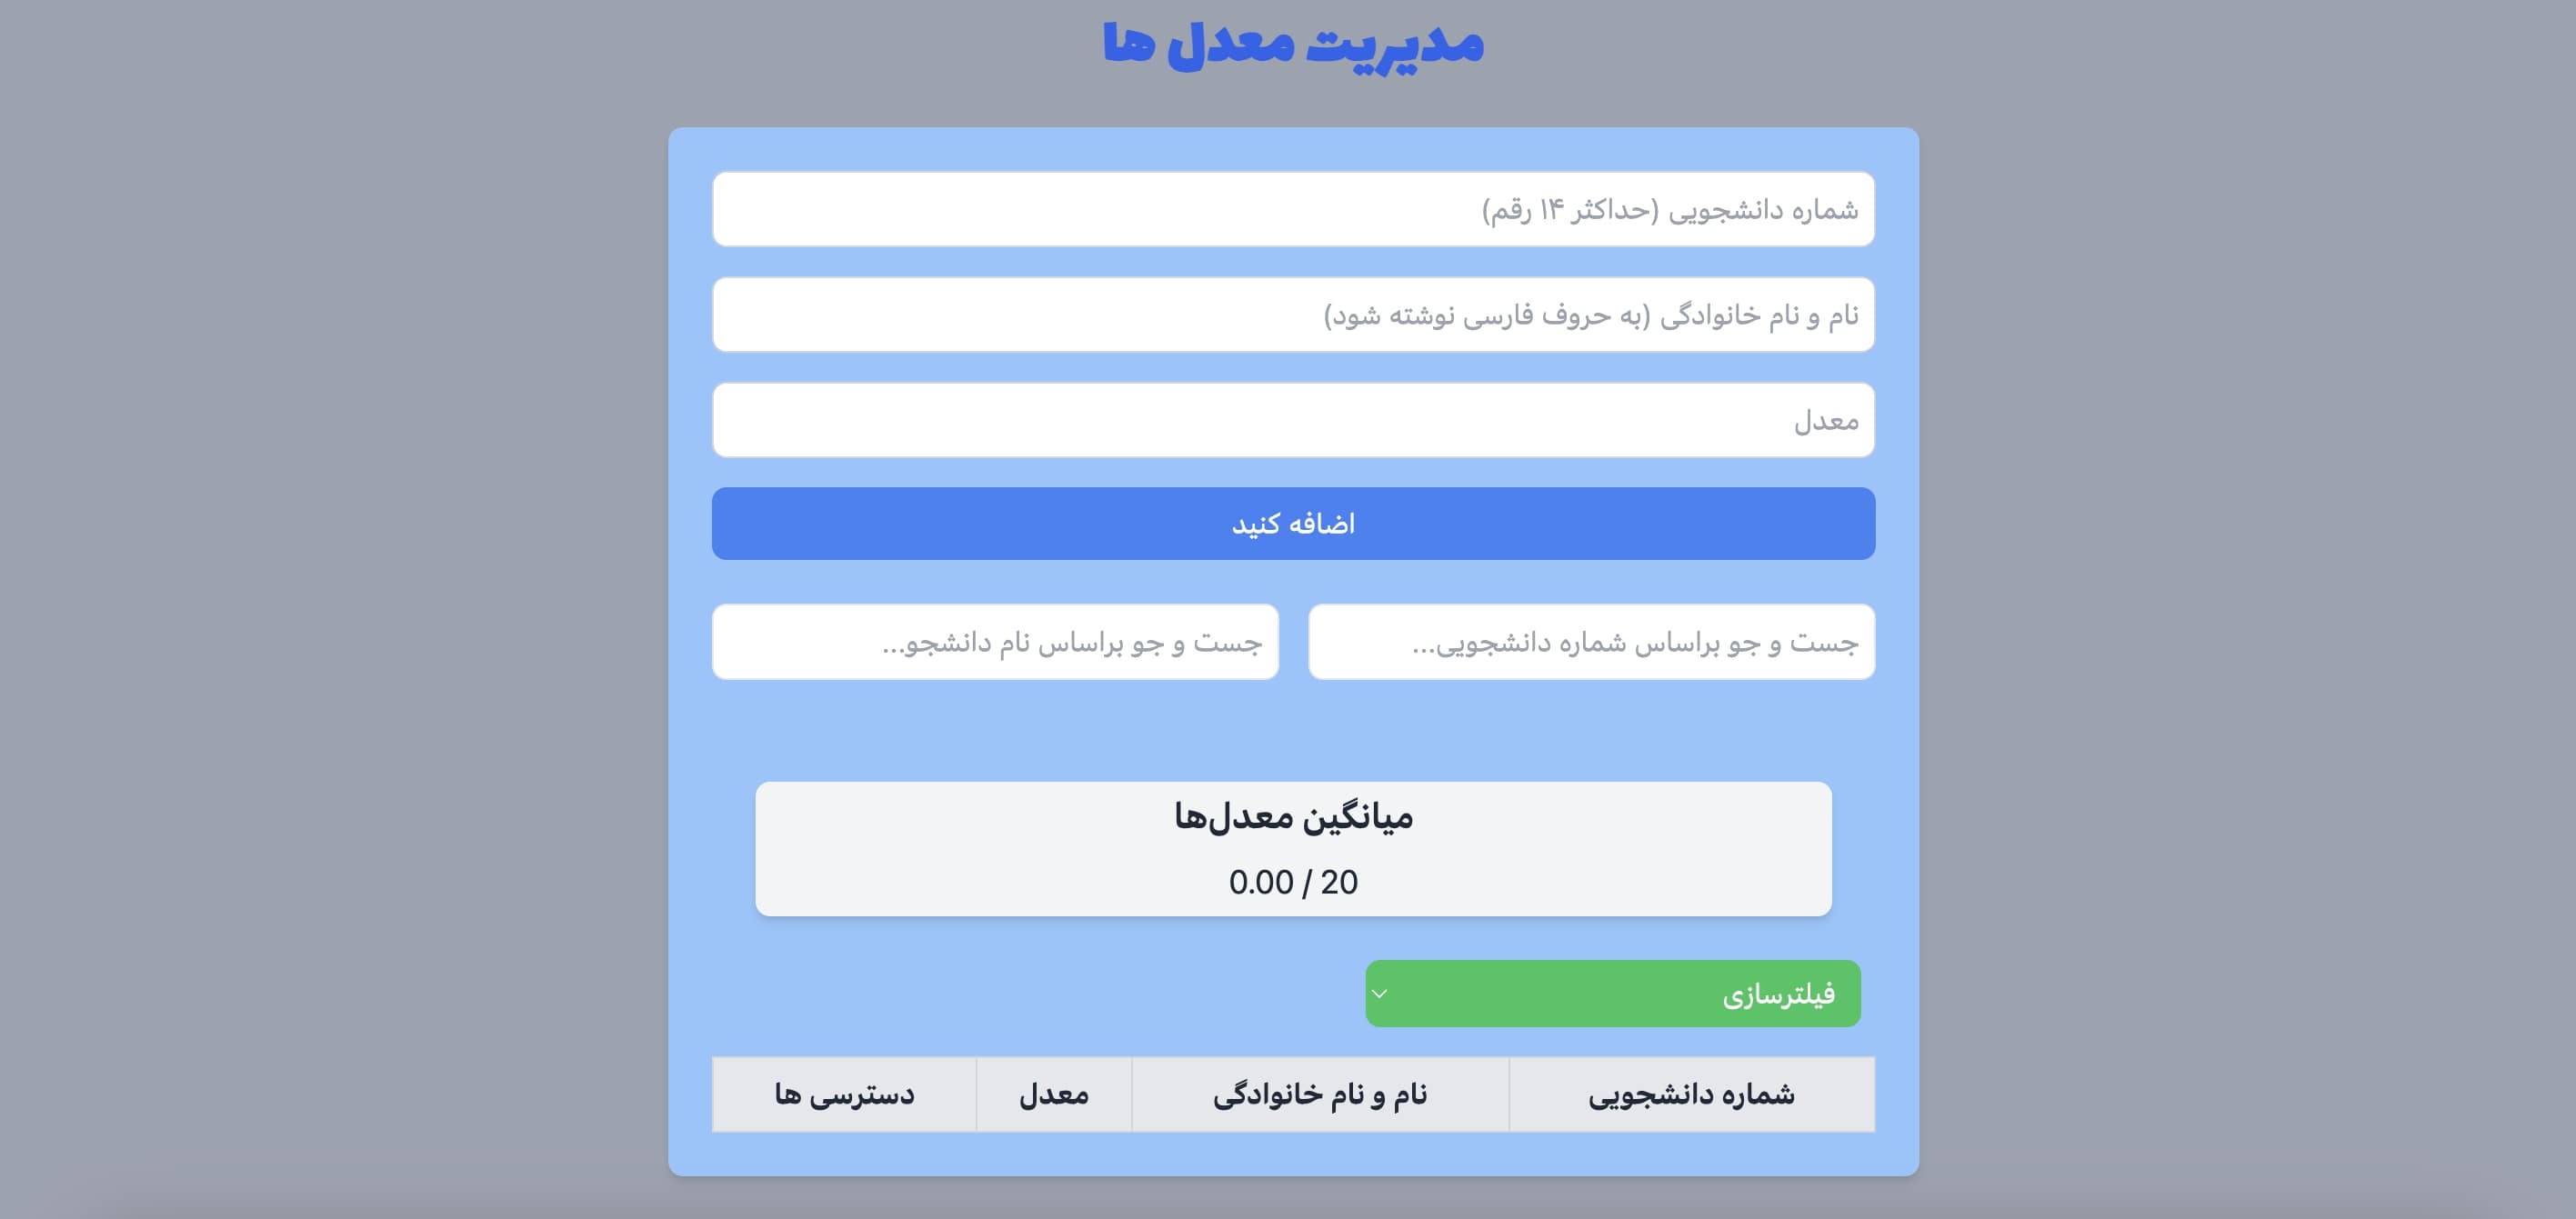 مدیریت معدل ها
شماره دانشجویی (حداکثر ۱۴ رقم)
نام و نام خانوادگی (به حروف فارسی نوشته شود)
معدل
اضافه کنید
جست و جو براساس شماره دانشجویی...
جست و جو براساس نام دانشجو...
میانگین معدل‌ها
0.00 / 20
فیلترسازی
شماره دانشجویی
نام و نام خانوادگی
معدل
دسترسی ها